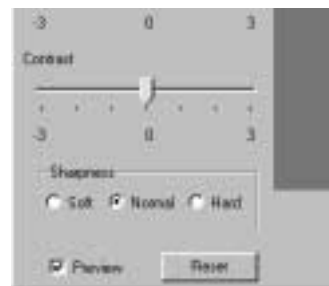 -3 0 3
Contrast
-3 0 3
Sharpness
Soft Normal Hard
Preview Reset